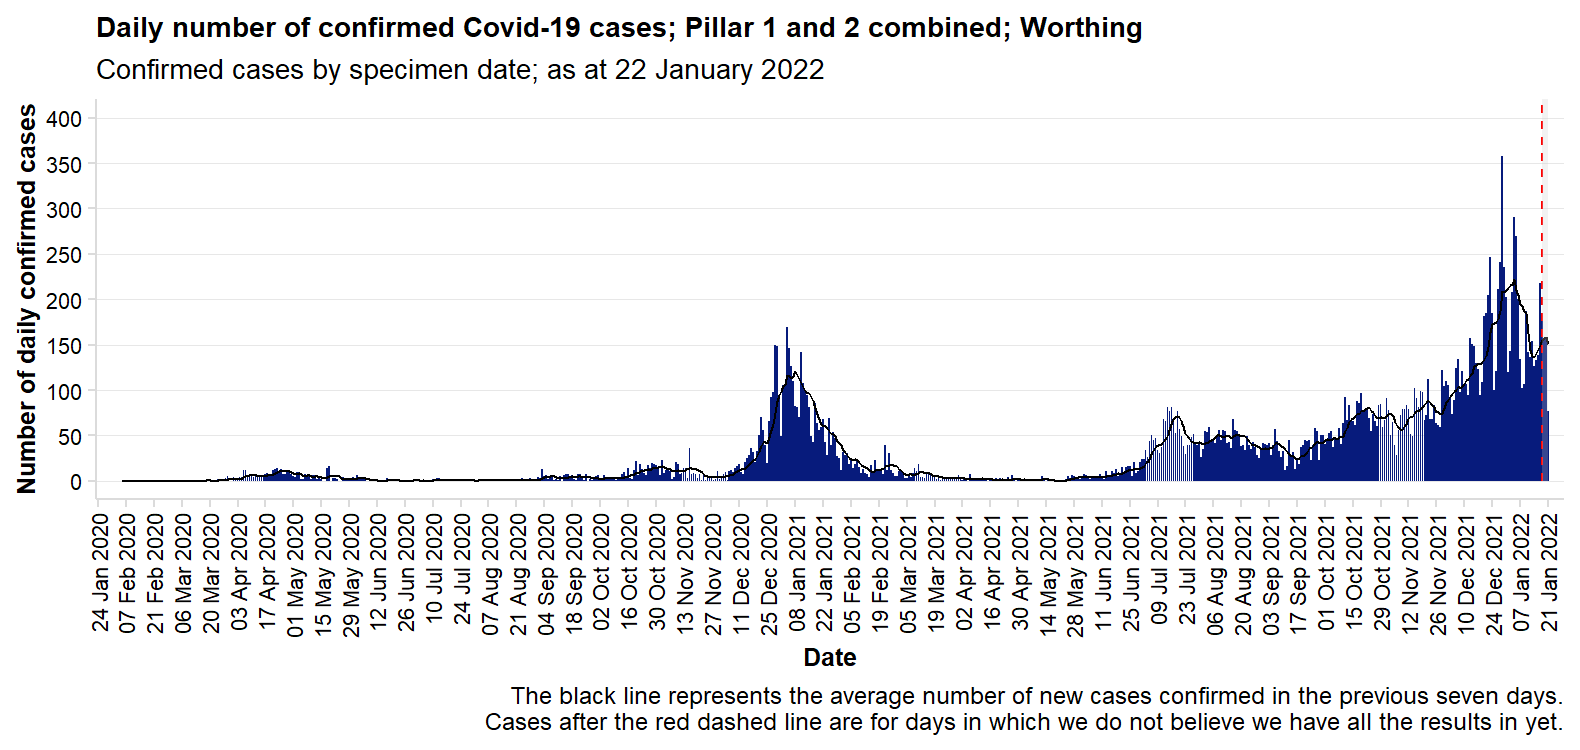 Daily number of confirmed Covid-19 cases; Pillar 1 and 2 combined; Worthing
Confirmed cases by specimen date; as at 22 January 2022
Number of daily confirmed cases
400
350
300
250
200
150
100
50
0
24 Jan 2020
07 Feb 2020
21 Feb 2020
06 Mar 2020
20 Mar 2020
03 Apr 2020
17 Apr 2020
01 May 2020
15 May 2020
29 May 2020
12 Jun 2020
26 Jun 2020
10 Jul 2020
24 Jul 2020
07 Aug 2020
21 Aug 2020
04 Sep 2020
18 Sep 2020
02 Oct 2020
16 Oct 2020
30 Oct 2020
13 Nov 2020
27 Nov 2020
11 Dec 2020
25 Dec 2020
08 Jan 2021
22 Jan 2021
05 Feb 2021
19 Feb 2021
05 Mar 2021
19 Mar 2021
02 Apr 2021
16 Apr 2021
30 Apr 2021
14 May 2021
28 May 2021
11 Jun 2021
25 Jun 2021
09 Jul 2021
23 Jul 2021
06 Aug 2021
20 Aug 2021
03 Sep 2021
17 Sep 2021
01 Oct 2021
15 Oct 2021
29 Oct 2021
12 Nov 2021
26 Nov 2021
10 Dec 2021
24 Dec 2021
07 Jan 2022
21 Jan 2022
Date
The black line represents the average number of new cases confirmed in the previous seven days.
Cases after the red dashed line are for days in which we do not believe we have all the results in yet.